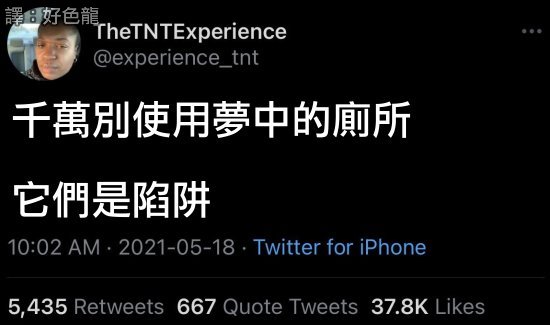 譯：好色龍
TheTNTExperience
@experience_tnt
千萬別使用夢中的廁所
它們是陷阱
10:02 AM · 2021-05-18 · Twitter for iPhone
5,435 Retweets 667 Quote Tweets 37.8K Likes